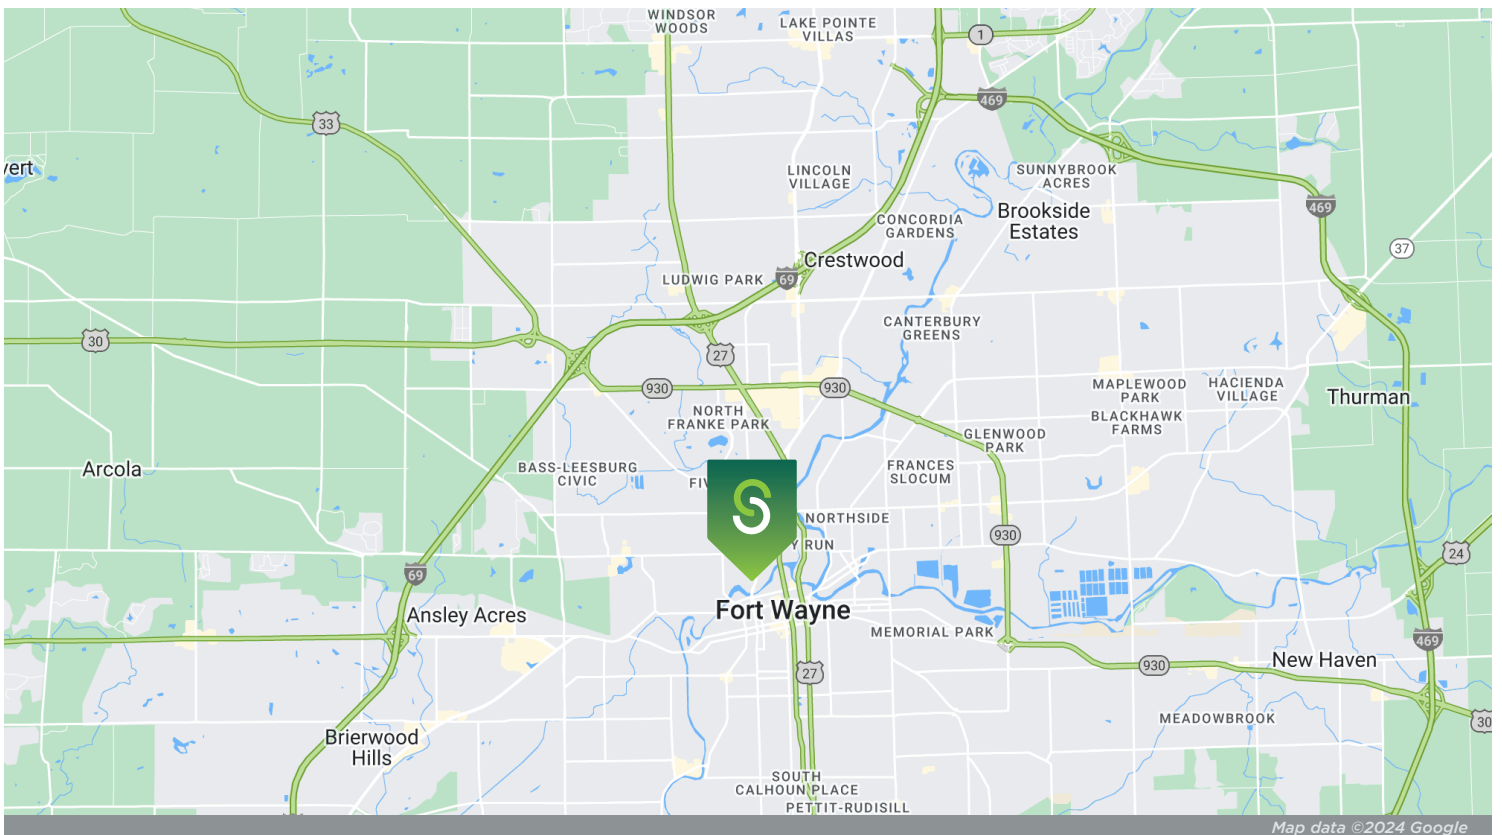 WINDSOR
WOODS
LAKE POINTE
VILLAS
1
469
33
vert
LINCOLN
VILLAGE
SUNNYBROOK
ACRES
469
Brookside
Estates
CONCORDIA
GARDENS
37
Crestwood
LUDWIG PARK
69
CANTERBURY
GREENS
30
27
930
930
MAPLEWOOD
PARK
HACIENDA
VILLAGE
Thurman
NORTH
FRANKE PARK
BLACKHAWK
FARMS
GLENWOOD
PARK
Arcola
BASS-LEESBURG
CIVIC
FIV
FRANCES
SLOCUM
S
NORTHSIDE
930
Y RUN
24
69
Fort Wayne
Ansley Acres
MEMORIAL PARK
469
930
New Haven
27
MEADOWBROOK
30
Brierwood
Hills
SOUTH
CALHOUN PLACE
PETTIT-RUDISILL
Map data ©2024 Google